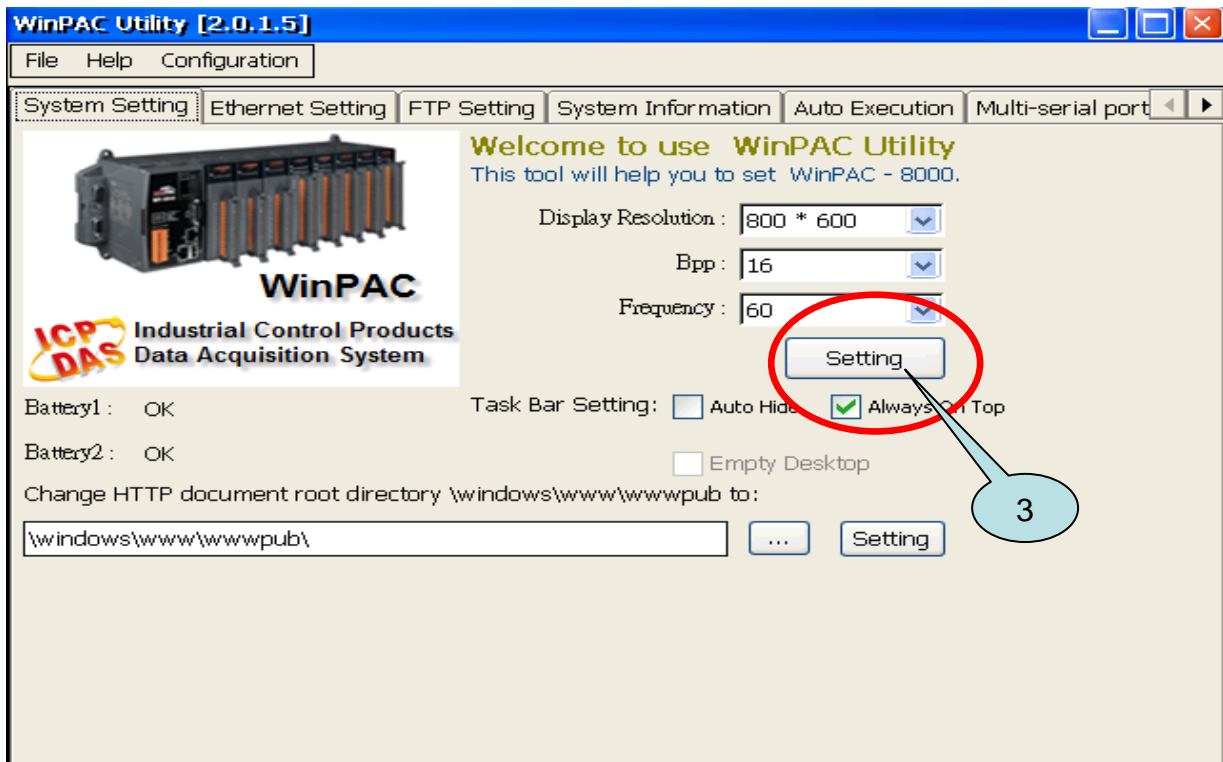 WinPAC Utility [2.0.1.5]
File Help Configuration
System Setting Ethernet Setting FTP Setting System Information Auto Execution Multi-serial port
Welcome to use WinPAC Utility
This tool will help you to set WinPAC - 8000.
Display Resolution : 800 * 600
Bpp : 16
Frequency : 60
Setting
WinPAC
ICP DAS
Industrial Control Products
Data Acquisition System
Battery1 : OK
Task Bar Setting: Auto Hide Always On Top
Battery2 : OK
Empty Desktop
Change HTTP document root directory \windows\www\wwwpub to:
\windows\www\wwwpub\ ... Setting
3